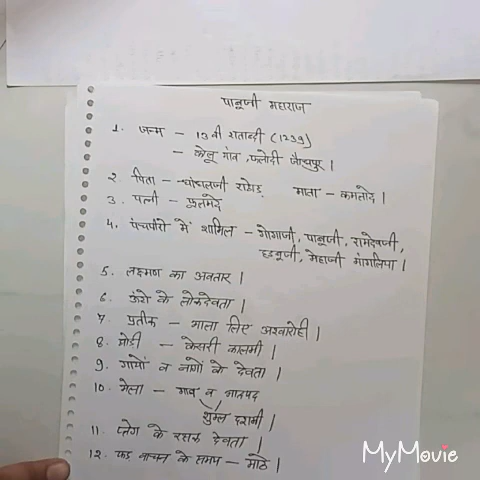 पाबूजी महाराज
1. जन्म – 13 वी शताब्दी (1239)
– कोलू गांव, फलोदी जोधपुर।
2. पिता – धांधलजी राठौड़ माता – कमलादे।
3. पत्नी – फूलमदे
4. पंचपीरो में शामिल – गोगाजी, पाबूजी, रामदेवजी,
हडबूजी, मेहाजी मांगलिया।
5. लक्ष्मण का अवतार।
6. ऊंटो के लोकदेवता।
7. प्रतीक – भाला लिए अश्वारोही।
8. घोडी – केसरी कालमी।
9. गायों व नागों के देवता।
10. मेला – माघ व भाद्रपद
शुक्ल दशमी।
11. प्लेग के रक्षक देवता।
12. फड वाचन के समय – माठे।
MyMovie